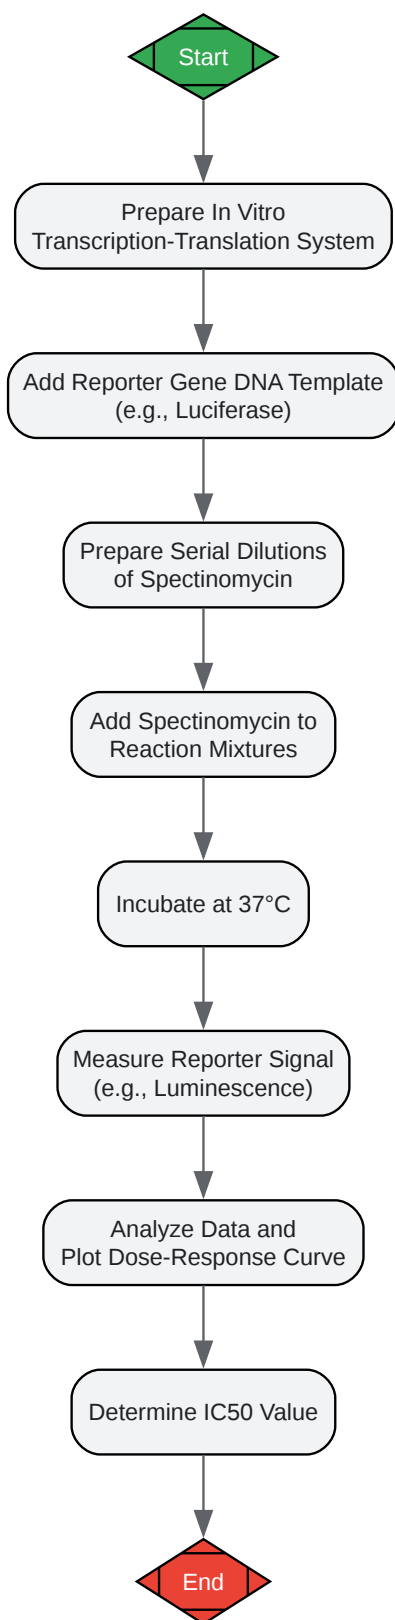 Start
Prepare In Vitro
Transcription-Translation System
Add Reporter Gene DNA Template
(e.g., Luciferase)
Prepare Serial Dilutions
of Spectinomycin
Add Spectinomycin to
Reaction Mixtures
Incubate at 37°C
Measure Reporter Signal
(e.g., Luminescence)
Analyze Data and
Plot Dose-Response Curve
Determine IC50 Value
End